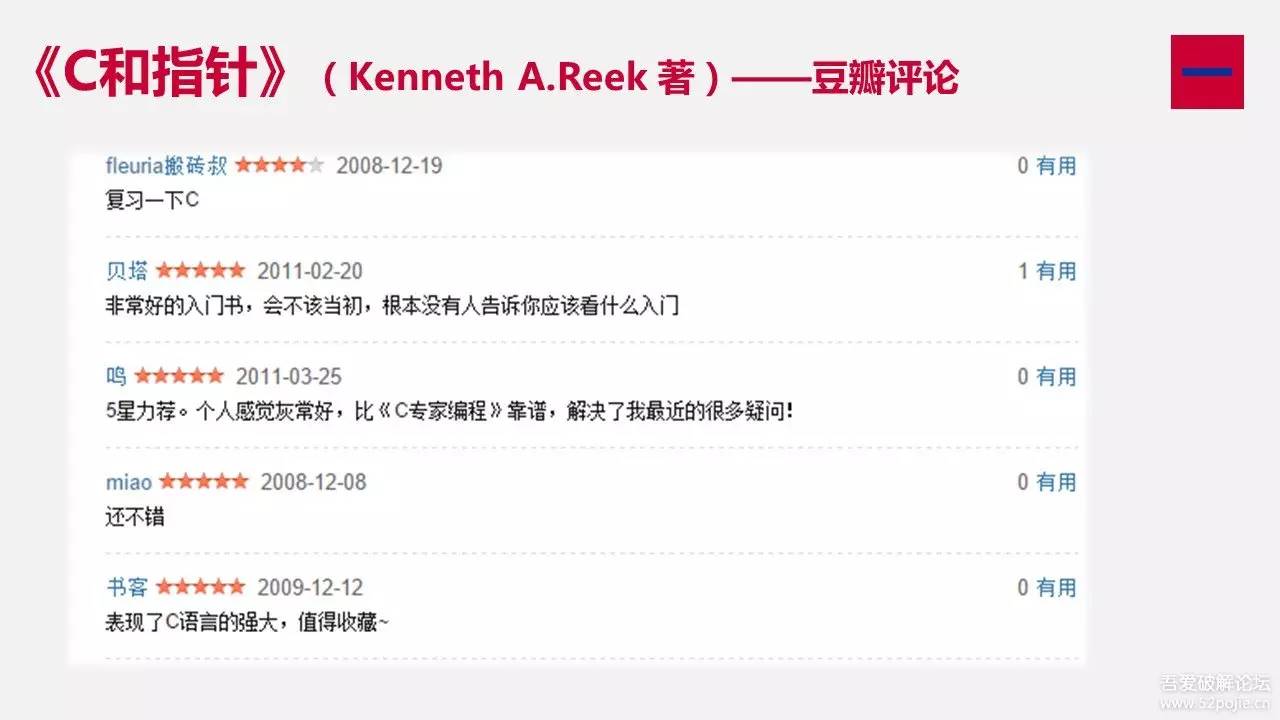 《C和指针》（Kenneth A.Reek 著）——豆瓣评论
fleuria搬砖叔 2008-12-19 0 有用
复习一下C
贝塔 2011-02-20 1 有用
非常好的入门书，会不该当初，根本没有人告诉你应该看什么入门
鸣 2011-03-25 0 有用
5星力荐。个人感觉灰常好，比《C专家编程》靠谱，解决了我最近的很多疑问！
miao 2008-12-08 0 有用
还不错
书客 2009-12-12 0 有用
表现了C语言的强大，值得收藏~
吾爱破解论坛
www.52pojie.cn